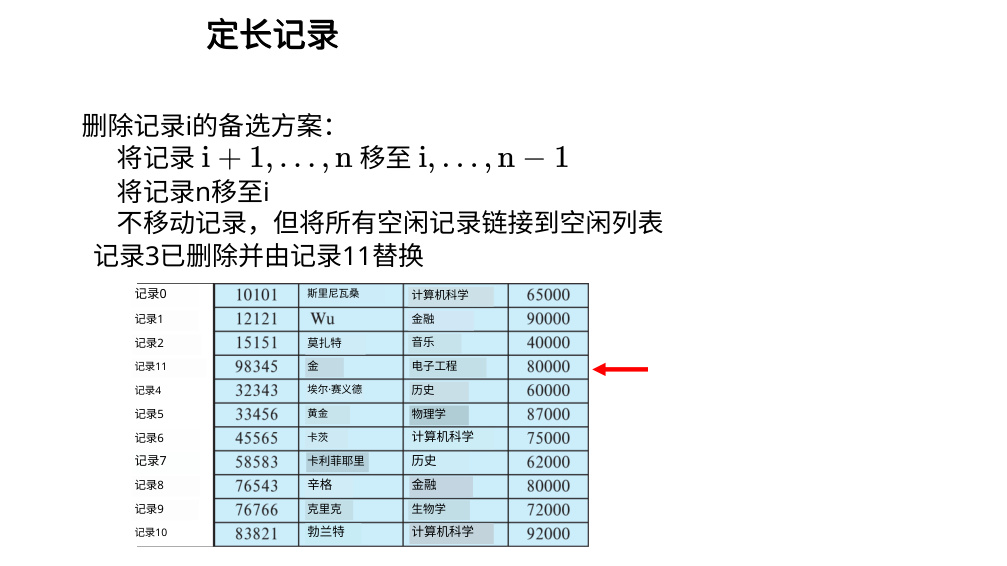 定长记录
删除记录i的备选方案：
将记录 i + 1, . . . , n 移至 i, . . . , n − 1
将记录n移至i
不移动记录，但将所有空闲记录链接到空闲列表
记录3已删除并由记录11替换
记录0 10101 斯里尼瓦桑 计算机科学 65000
记录1 12121 Wu 金融 90000
记录2 15151 莫扎特 音乐 40000
记录11 98345 金 电子工程 80000
记录4 32343 埃尔·赛义德 历史 60000
记录5 33456 黄金 物理学 87000
记录6 45565 卡茨 计算机科学 75000
记录7 58583 卡利菲耶里 历史 62000
记录8 76543 辛格 金融 80000
记录9 76766 克里克 生物学 72000
记录10 83821 勃兰特 计算机科学 92000